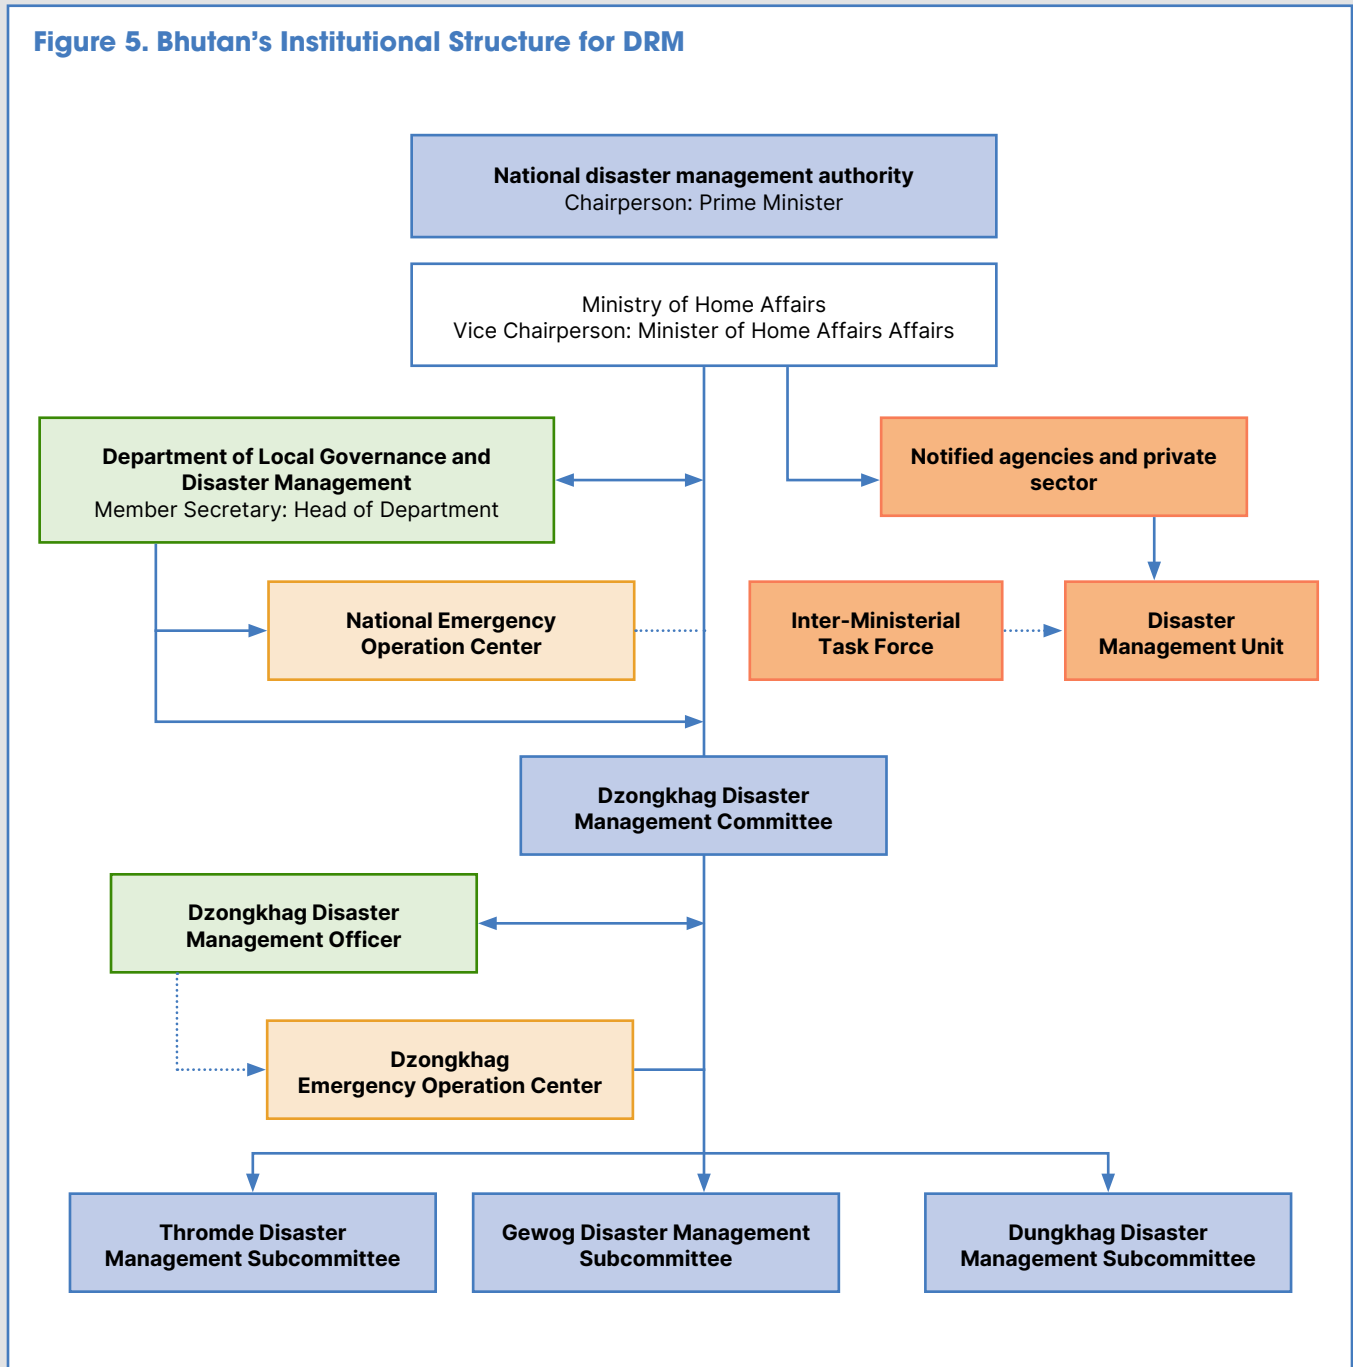 Figure 5. Bhutan's Institutional Structure for DRM
National disaster management authority
Chairperson: Prime Minister
Ministry of Home Affairs
Vice Chairperson: Minister of Home Affairs Affairs
Department of Local Governance and
Disaster Management
Member Secretary: Head of Department
Notified agencies and private
sector
National Emergency
Operation Center
Inter-Ministerial
Task Force
Disaster
Management Unit
Dzongkhag Disaster
Management Committee
Dzongkhag Disaster
Management Officer
Dzongkhag
Emergency Operation Center
Thromde Disaster
Management Subcommittee
Gewog Disaster Management
Subcommittee
Dungkhag Disaster
Management Subcommittee